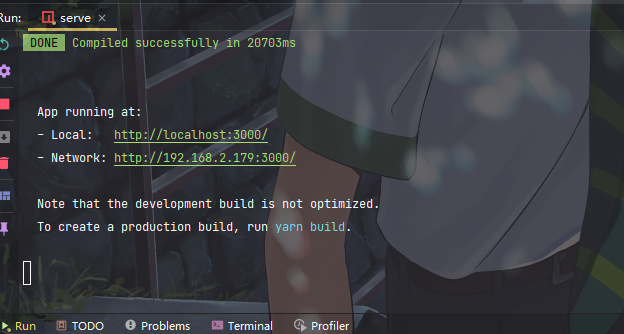 Run:
serve
DONE Compiled successfully in 20703ms
App running at:
- Local: http://localhost:3000/
- Network: http://192.168.2.179:3000/
Note that the development build is not optimized.
To create a production build, run yarn build.
Run TODO Problems Terminal Profiler